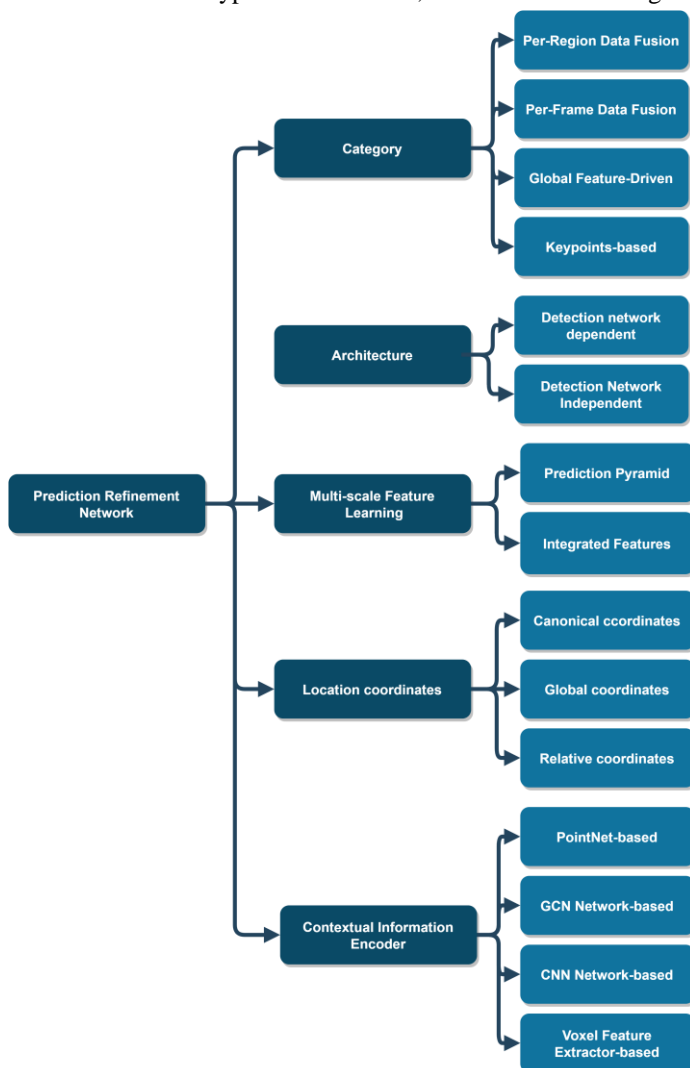 Per-Region Data Fusion
Per-Frame Data Fusion
Category
Global Feature-Driven
Keypoints-based
Detection network
dependent
Architecture
Detection Network
Independent
Prediction Pyramid
Prediction Refinement
Network
Multi-scale Feature
Learning
Integrated Features
Canonical ccordinates
Location coordinates
Global coordinates
Relative coordinates
PointNet-based
GCN Network-based
Contextual Information
Encoder
CNN Network-based
Voxel Feature
Extractor-based